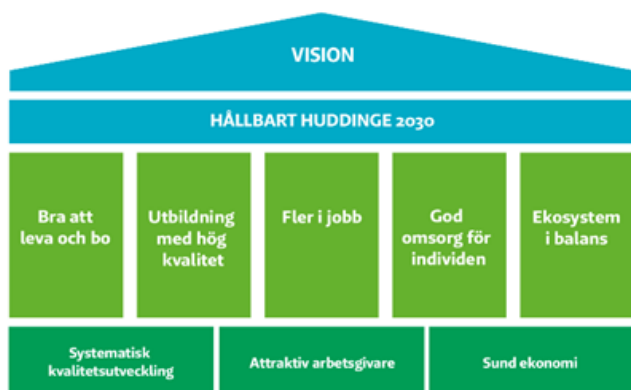 VISION
HÅLLBART HUDDINGE 2030
Bra att
leva och bo
Utbildning
med hög
kvalitet
Fler i jobb
God
omsorg för
individen
Ekosystem
i balans
Systematisk
kvalitetsutveckling
Attraktiv arbetsgivare
Sund ekonomi